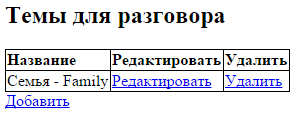 Темы для разговора
Название Редактировать Удалить
Семья - Family Редактировать Удалить
Добавить